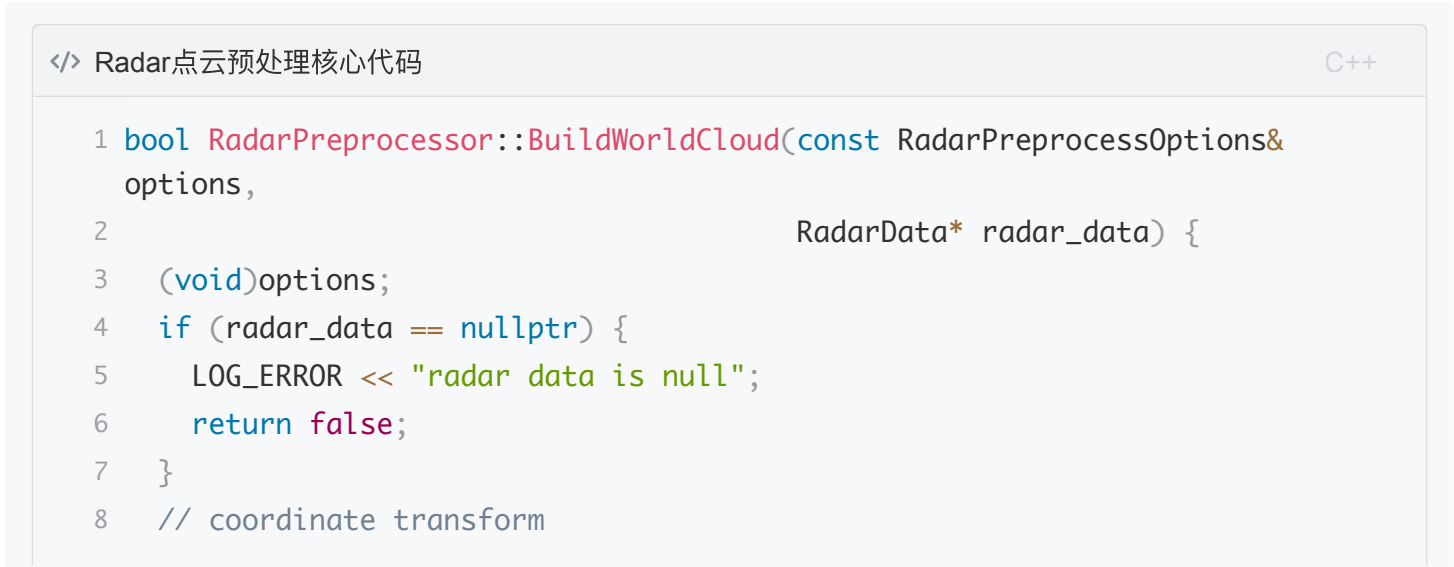 </> Radar点云预处理核心代码 C++
1 bool RadarPreprocessor::BuildWorldCloud(const RadarPreprocessOptions&
options,
2 RadarData* radar_data) {
3 (void)options;
4 if (radar_data == nullptr) {
5 LOG_ERROR << "radar data is null";
6 return false;
7 }
8 // coordinate transform